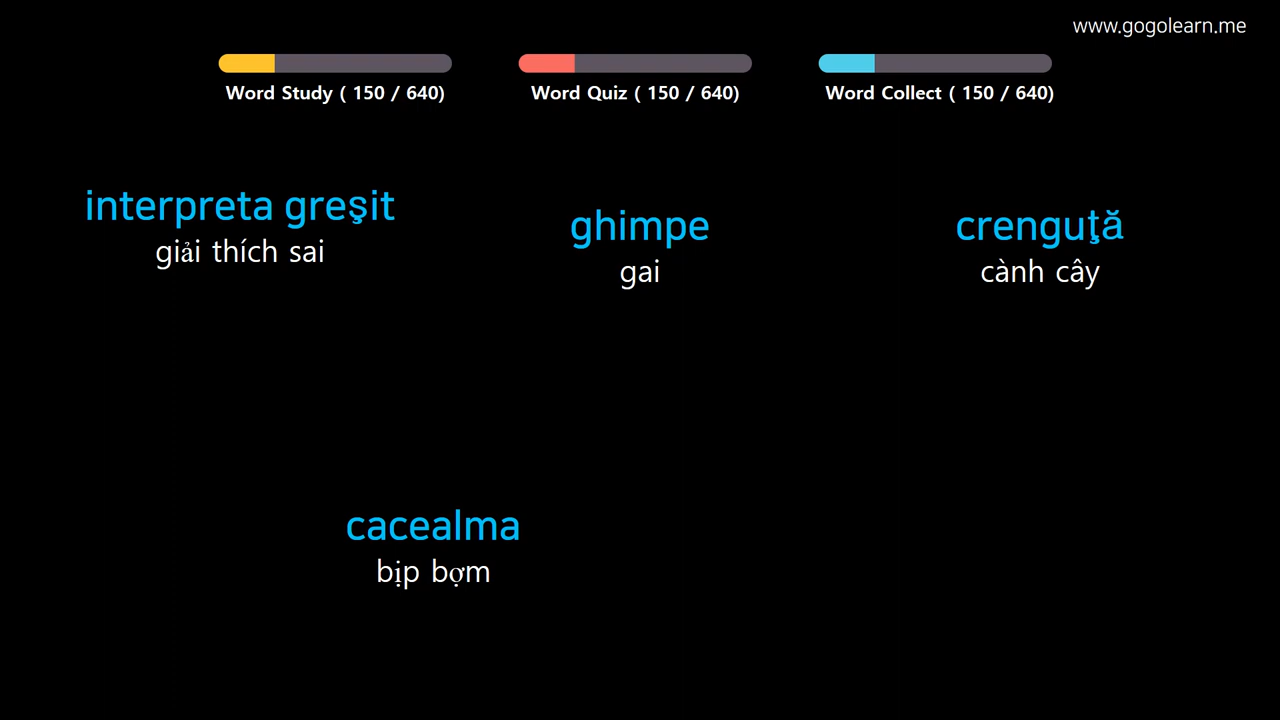 www.gogolearn.me
Word Study ( 150 / 640)
Word Quiz ( 150 / 640)
Word Collect ( 150 / 640)
interpreta greşit
giải thích sai
ghimpe
gai
crenguţă
cành cây
cacealma
bịp bợm